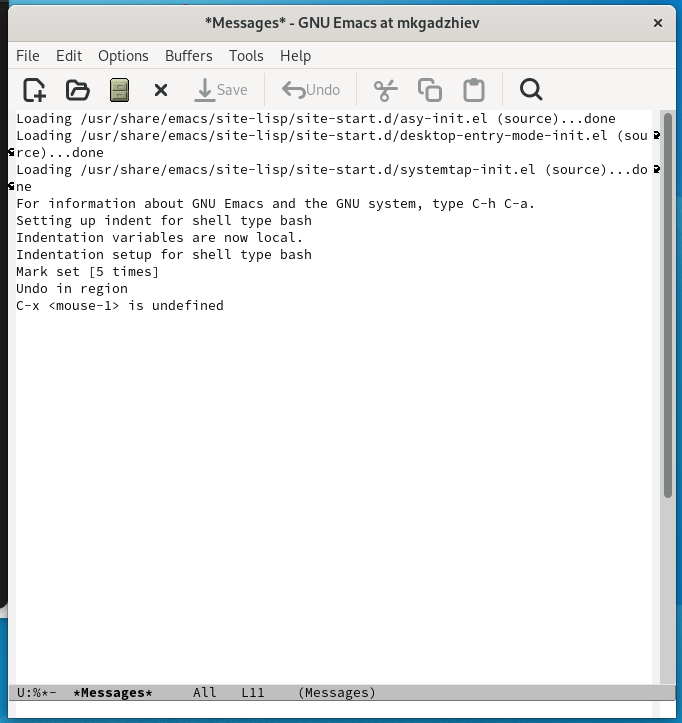 *Messages* - GNU Emacs at mkgadzhiev
File Edit Options Buffers Tools Help
Save Undo
Loading /usr/share/emacs/site-lisp/site-start.d/asy-init.el (source)...done
Loading /usr/share/emacs/site-lisp/site-start.d/desktop-entry-mode-init.el (sou
rce)...done
Loading /usr/share/emacs/site-lisp/site-start.d/systemtap-init.el (source)...do
ne
For information about GNU Emacs and the GNU system, type C-h C-a.
Setting up indent for shell type bash
Indentation variables are now local.
Indentation setup for shell type bash
Mark set [5 times]
Undo in region
C-x <mouse-1> is undefined
U:%*- *Messages* All L11 (Messages)